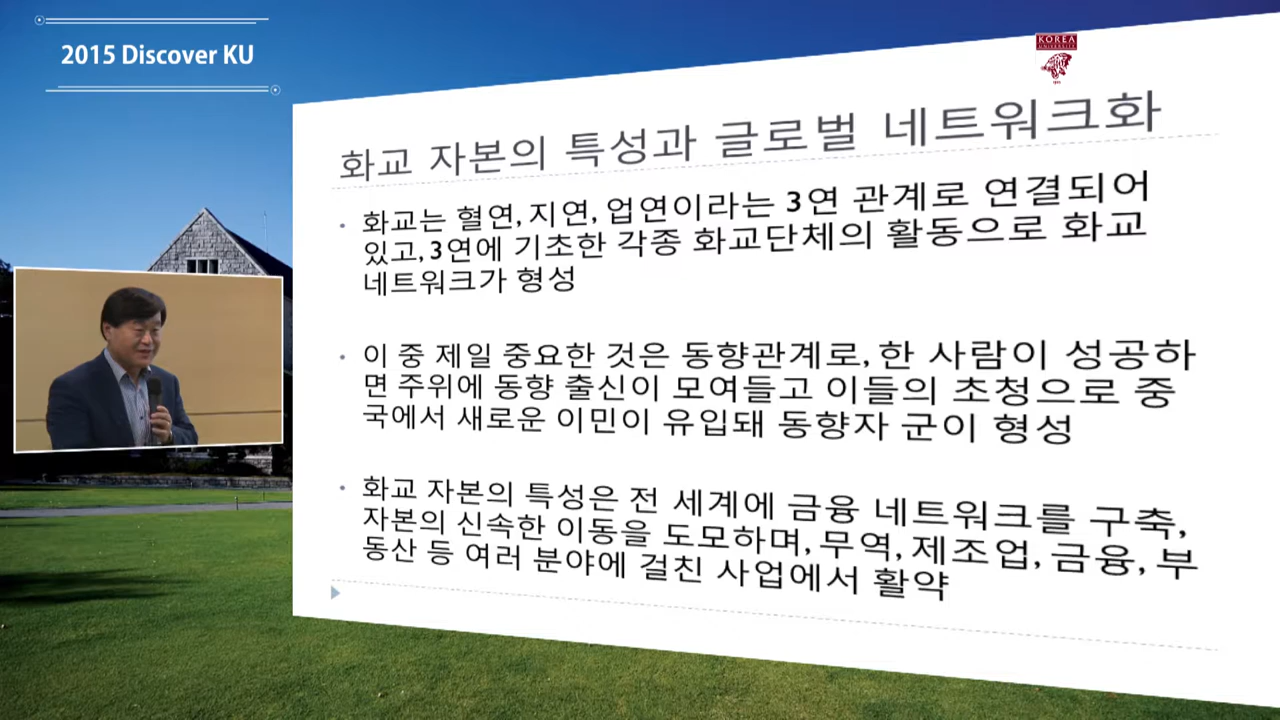 2015 Discover KU
KOREA
UNIVERSITY
화교 자본의 특성과 글로벌 네트워크화
화교는 혈연, 지연, 업연이라는 3연 관계로 연결되어
있고, 3연에 기초한 각종 화교단체의 활동으로 화교
네트워크가 형성
이 중 제일 중요한 것은 동향관계로, 한 사람이 성공하
면 주위에 동향 출신이 모여들고 이들의 초청으로 중
국에서 새로운 이민이 유입돼 동향자 군이 형성
화교 자본의 특성은 전 세계에 금융 네트워크를 구축,
자본의 신속한 이동을 도모하며, 무역, 제조업, 금융, 부
동산 등 여러 분야에 걸친 사업에서 활약